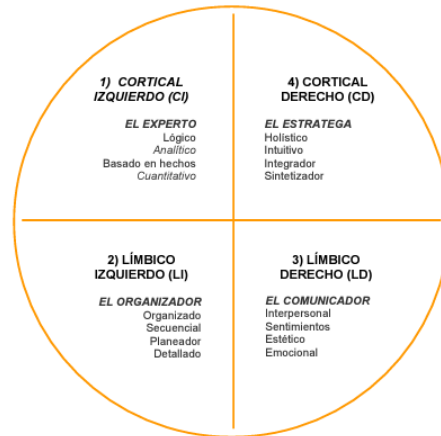 1) CORTICAL
IZQUIERDO (CI)
EL EXPERTO
Lógico
Analítico
Basado en hechos
Cuantitativo
4) CORTICAL
DERECHO (CD)
EL ESTRATEGA
Holístico
Intuitivo
Integrador
Sintetizador
2) LÍMBICO
IZQUIERDO (LI)
EL ORGANIZADOR
Organizado
Secuencial
Planeador
Detallado
3) LÍMBICO
DERECHO (LD)
EL COMUNICADOR
Interpersonal
Sentimientos
Estético
Emocional